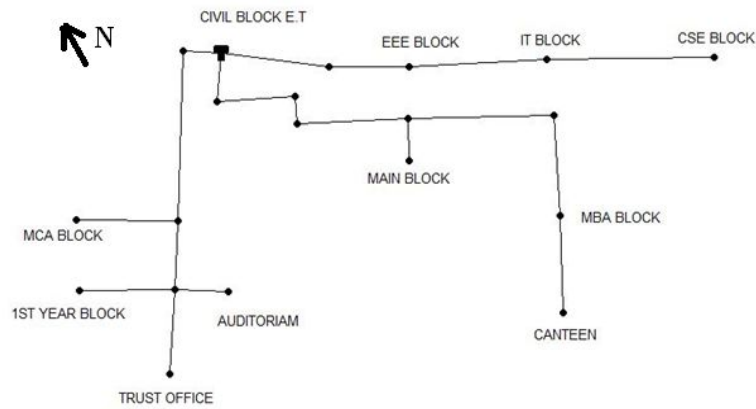 CIVIL BLOCK E.T
N
EEE BLOCK
IT BLOCK
CSE BLOCK
MAIN BLOCK
MCA BLOCK
MBA BLOCK
1ST YEAR BLOCK
AUDITORIAM
CANTEEN
TRUST OFFICE